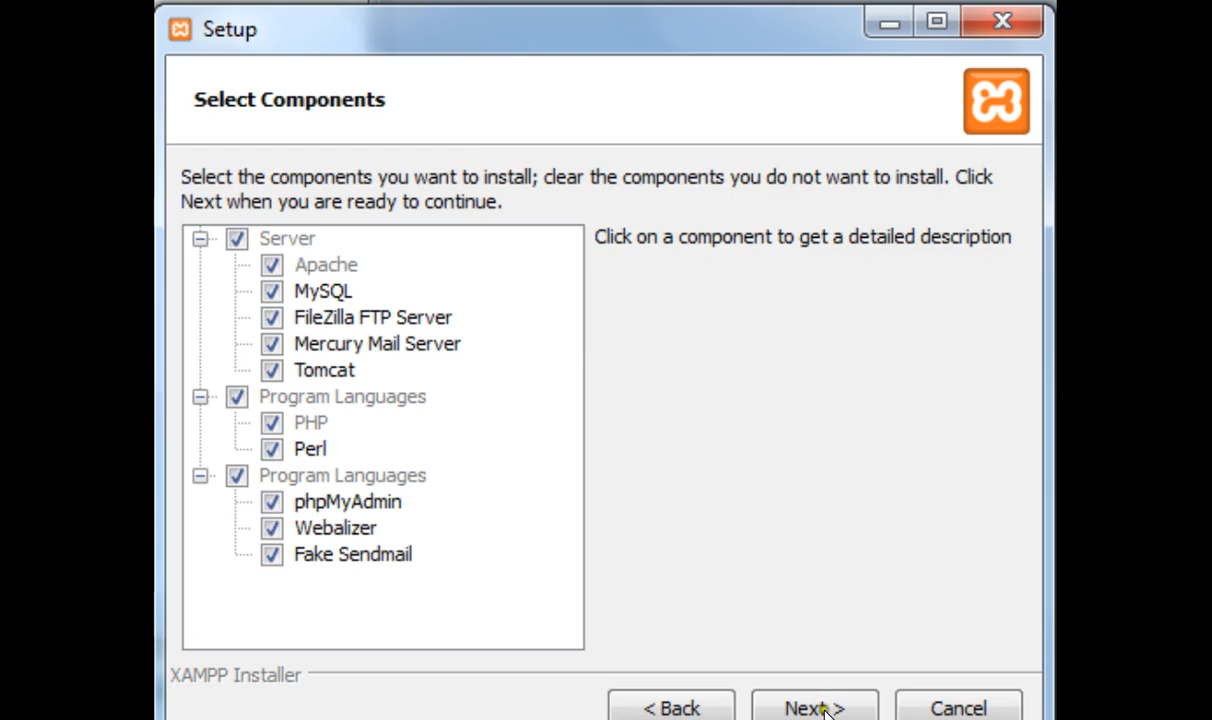 Setup
Select Components
Select the components you want to install; clear the components you do not want to install. Click
Next when you are ready to continue.
Server
Apache
MySQL
FileZilla FTP Server
Mercury Mail Server
Tomcat
Program Languages
PHP
Perl
Program Languages
phpMyAdmin
Webalizer
Fake Sendmail
Click on a component to get a detailed description
XAMPP Installer
< Back
Next >
Cancel